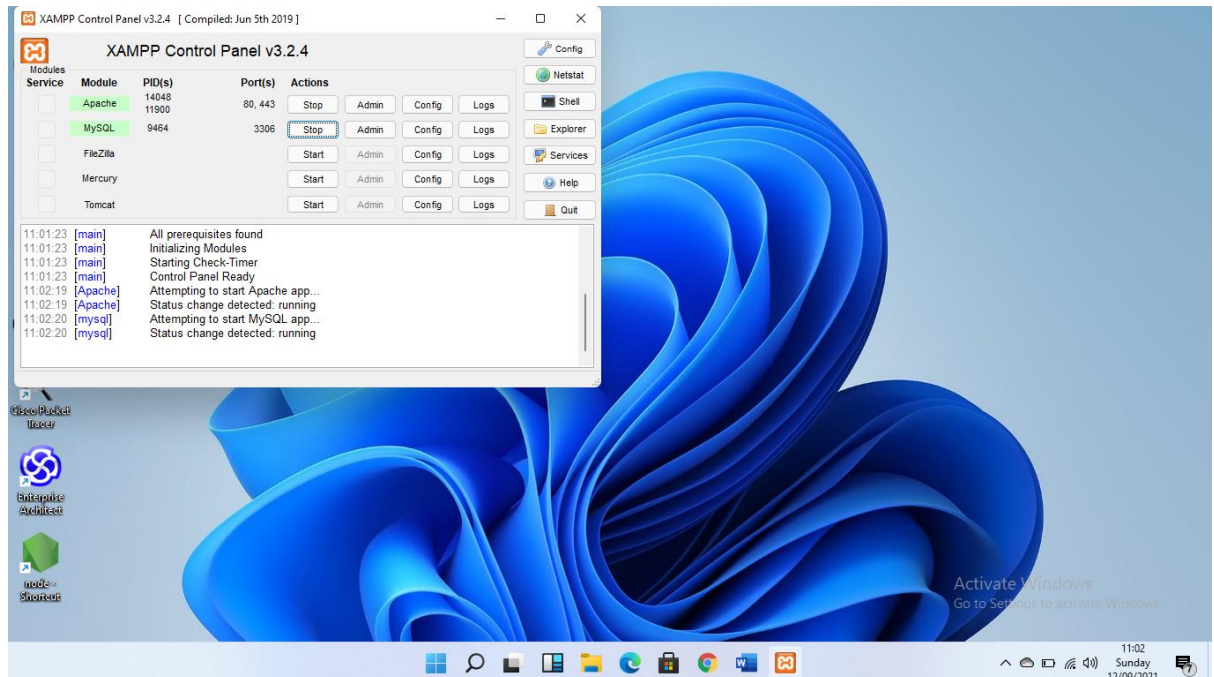 XAMPP Control Panel v3.2.4 [ Compiled: Jun 5th 2019 ]
XAMPP Control Panel v3.2.4
Config
Modules
Service Module PID(s) Port(s) Actions
Netstat
Apache 14048 11900 80, 443 Stop Admin Config Logs
Shell
MySQL 9464 3306 Stop Admin Config Logs
Explorer
FileZilla Start Admin Config Logs
Services
Mercury Start Admin Config Logs
Help
Tomcat Start Admin Config Logs
Quit
11:01:23 [main] All prerequisites found
11:01:23 [main] Initializing Modules
11:01:23 [main] Starting Check-Timer
11:01:23 [main] Control Panel Ready
11:02:19 [Apache] Attempting to start Apache app...
11:02:19 [Apache] Status change detected: running
11:02:20 [mysql] Attempting to start MySQL app...
11:02:20 [mysql] Status change detected: running
Cisco Packet
Tracer
Enterprise
Architect
node -
Shortcut
Activate Windows
Go to Settings to activate Windows.
11:02
Sunday
12/09/2021
7